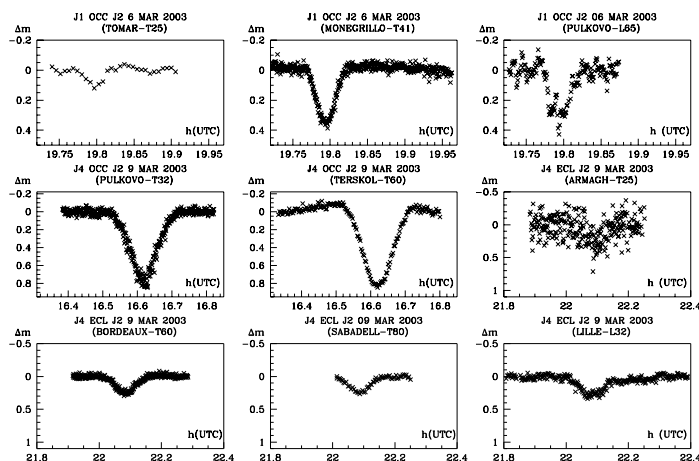 J1 OCC J2 6 MAR 2003
(TOMAR-T25)
Δm
-0.2
0
0.2
0.4
h(UTC)
19.75 19.8 19.85 19.9 19.95
J1 OCC J2 6 MAR 2003
(MONEGRILLO-T41)
Δm
-0.2
0
0.2
0.4
h(UTC)
19.75 19.8 19.85 19.9 19.95
J1 OCC J2 06 MAR 2003
(PULKOVO-L65)
Δm
-0.2
0
0.2
0.4
h(UTC)
19.75 19.8 19.85 19.9 19.95
J4 OCC J2 9 MAR 2003
(PULKOVO-T32)
Δm
-0.2
0
0.2
0.4
0.6
0.8
h(UTC)
16.4 16.5 16.6 16.7 16.8
J4 OCC J2 9 MAR 2003
(TERSKOL-T60)
Δm
-0.2
0
0.2
0.4
0.6
0.8
h(UTC)
16.4 16.5 16.6 16.7 16.8
J4 ECL J2 9 MAR 2003
(ARMAGH-T25)
Δm
-0.5
0
0.5
1
h (UTC)
21.8 22 22.2 22.4
J4 ECL J2 9 MAR 2003
(BORDEAUX-T60)
Δm
-0.5
0
0.5
1
h(UTC)
21.8 22 22.2 22.4
J4 ECL J2 09 MAR 2003
(SABADELL-T80)
Δm
-0.5
0
0.5
1
h(UTC)
21.8 22 22.2 22.4
J4 ECL J2 9 MAR 2003
(LILLE-L32)
Δm
-0.5
0
0.5
1
h (UTC)
21.8 22 22.2 22.4